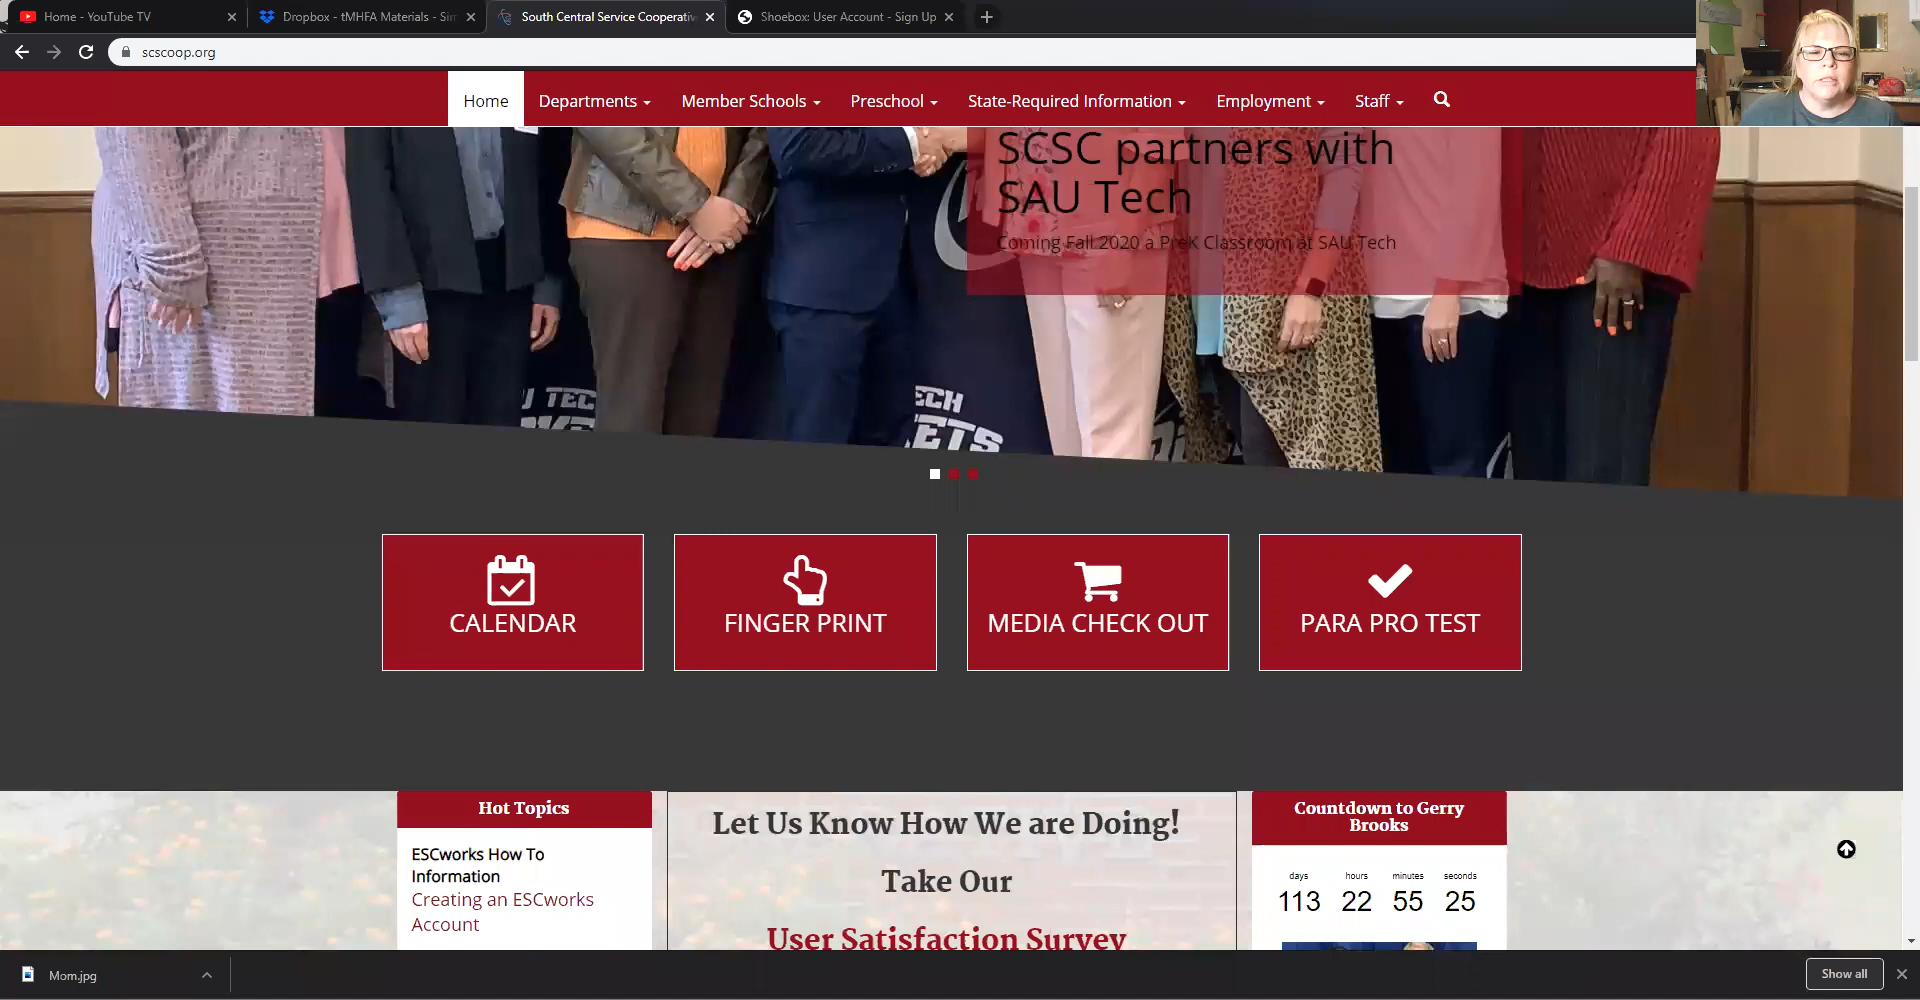 Home - YouTube TV
Dropbox - tMHFA Materials - Sim
South Central Service Cooperativ
Shoebox: User Account - Sign Up
scscoop.org
Home
Departments
Member Schools
Preschool
State-Required Information
Employment
Staff
SCSC partners with
SAU Tech
Coming Fall 2020 a PreK Classroom at SAU Tech
U TEC
ECH
ETS
CALENDAR
FINGER PRINT
MEDIA CHECK OUT
PARA PRO TEST
Hot Topics
ESCworks How To
Information
Creating an ESCworks
Account
Let Us Know How We are Doing!
Take Our
User Satisfaction Survey
Countdown to Gerry
Brooks
days hours minutes seconds
113 22 55 25
Mom.jpg
Show all